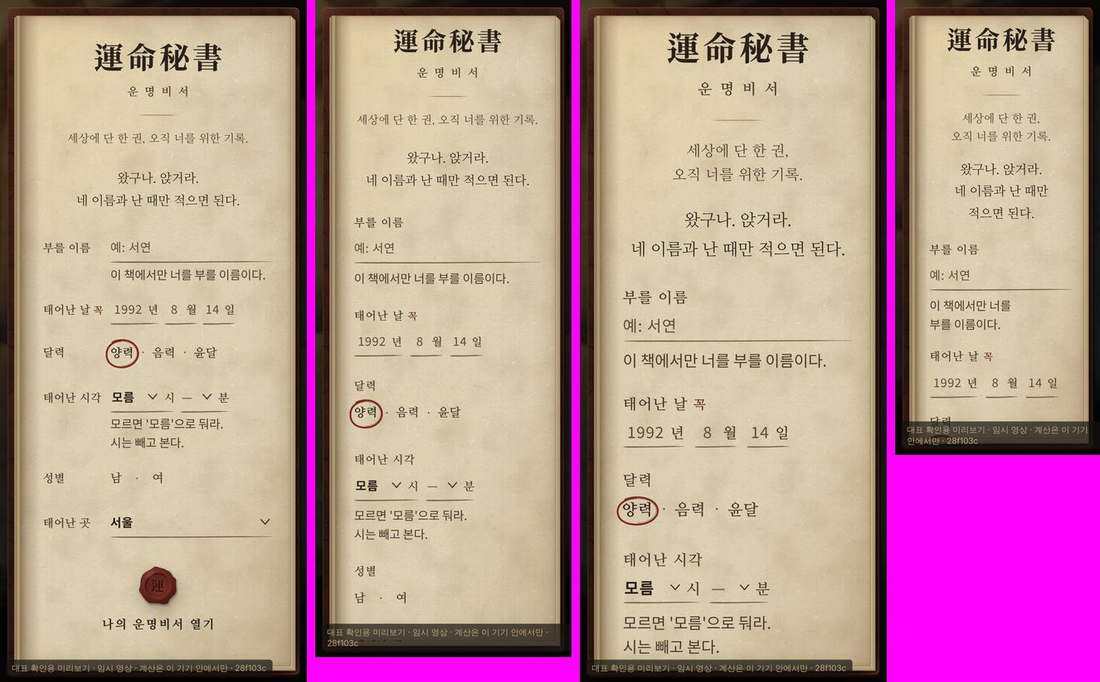 運命秘書
운명비서
세상에 단 한 권, 오직 너를 위한 기록.
왔구나. 앉거라.
네 이름과 난 때만 적으면 된다.
부를 이름
예: 서연
이 책에서만 너를 부를 이름이다.
태어난 날 꼭
1992 년 8 월 14 일
달력
양력 · 음력 · 윤달
태어난 시각
모름 시 — 분
모르면 '모름'으로 둬라.
시는 빼고 본다.
성별
남 · 여
태어난 곳
서울
運
나의 운명비서 열기
대표 확인용 미리보기 · 임시 영상 · 계산은 이 기기 안에서만 · 28f103c
運命秘書
운명비서
세상에 단 한 권, 오직 너를 위한 기록.
왔구나. 앉거라.
네 이름과 난 때만 적으면 된다.
부를 이름
예: 서연
이 책에서만 너를 부를 이름이다.
태어난 날 꼭
1992 년 8 월 14 일
달력
양력 · 음력 · 윤달
태어난 시각
모름 시 — 분
모르면 '모름'으로 둬라.
시는 빼고 본다.
성별
남 · 여
대표 확인용 미리보기 · 임시 영상 · 계산은 이 기기 안에서만 ·
28f103c
運命秘書
운명비서
세상에 단 한 권,
오직 너를 위한 기록.
왔구나. 앉거라.
네 이름과 난 때만 적으면 된다.
부를 이름
예: 서연
이 책에서만 너를 부를 이름이다.
태어난 날 꼭
1992 년 8 월 14 일
달력
양력 · 음력 · 윤달
태어난 시각
모름 시 — 분
모르면 '모름'으로 둬라.
시는 빼고 본다.
대표 확인용 미리보기 · 임시 영상 · 계산은 이 기기 안에서만 · 28f103c
運命秘書
운명비서
세상에 단 한 권,
오직 너를 위한 기록.
왔구나. 앉거라.
네 이름과 난 때만
적으면 된다.
부를 이름
예: 서연
이 책에서만 너를
부를 이름이다.
태어난 날 꼭
1992 년 8 월 14 일
달력
대표 확인용 미리보기 · 임시 영상 · 계산은 이 기기
안에서만 · 28f103c